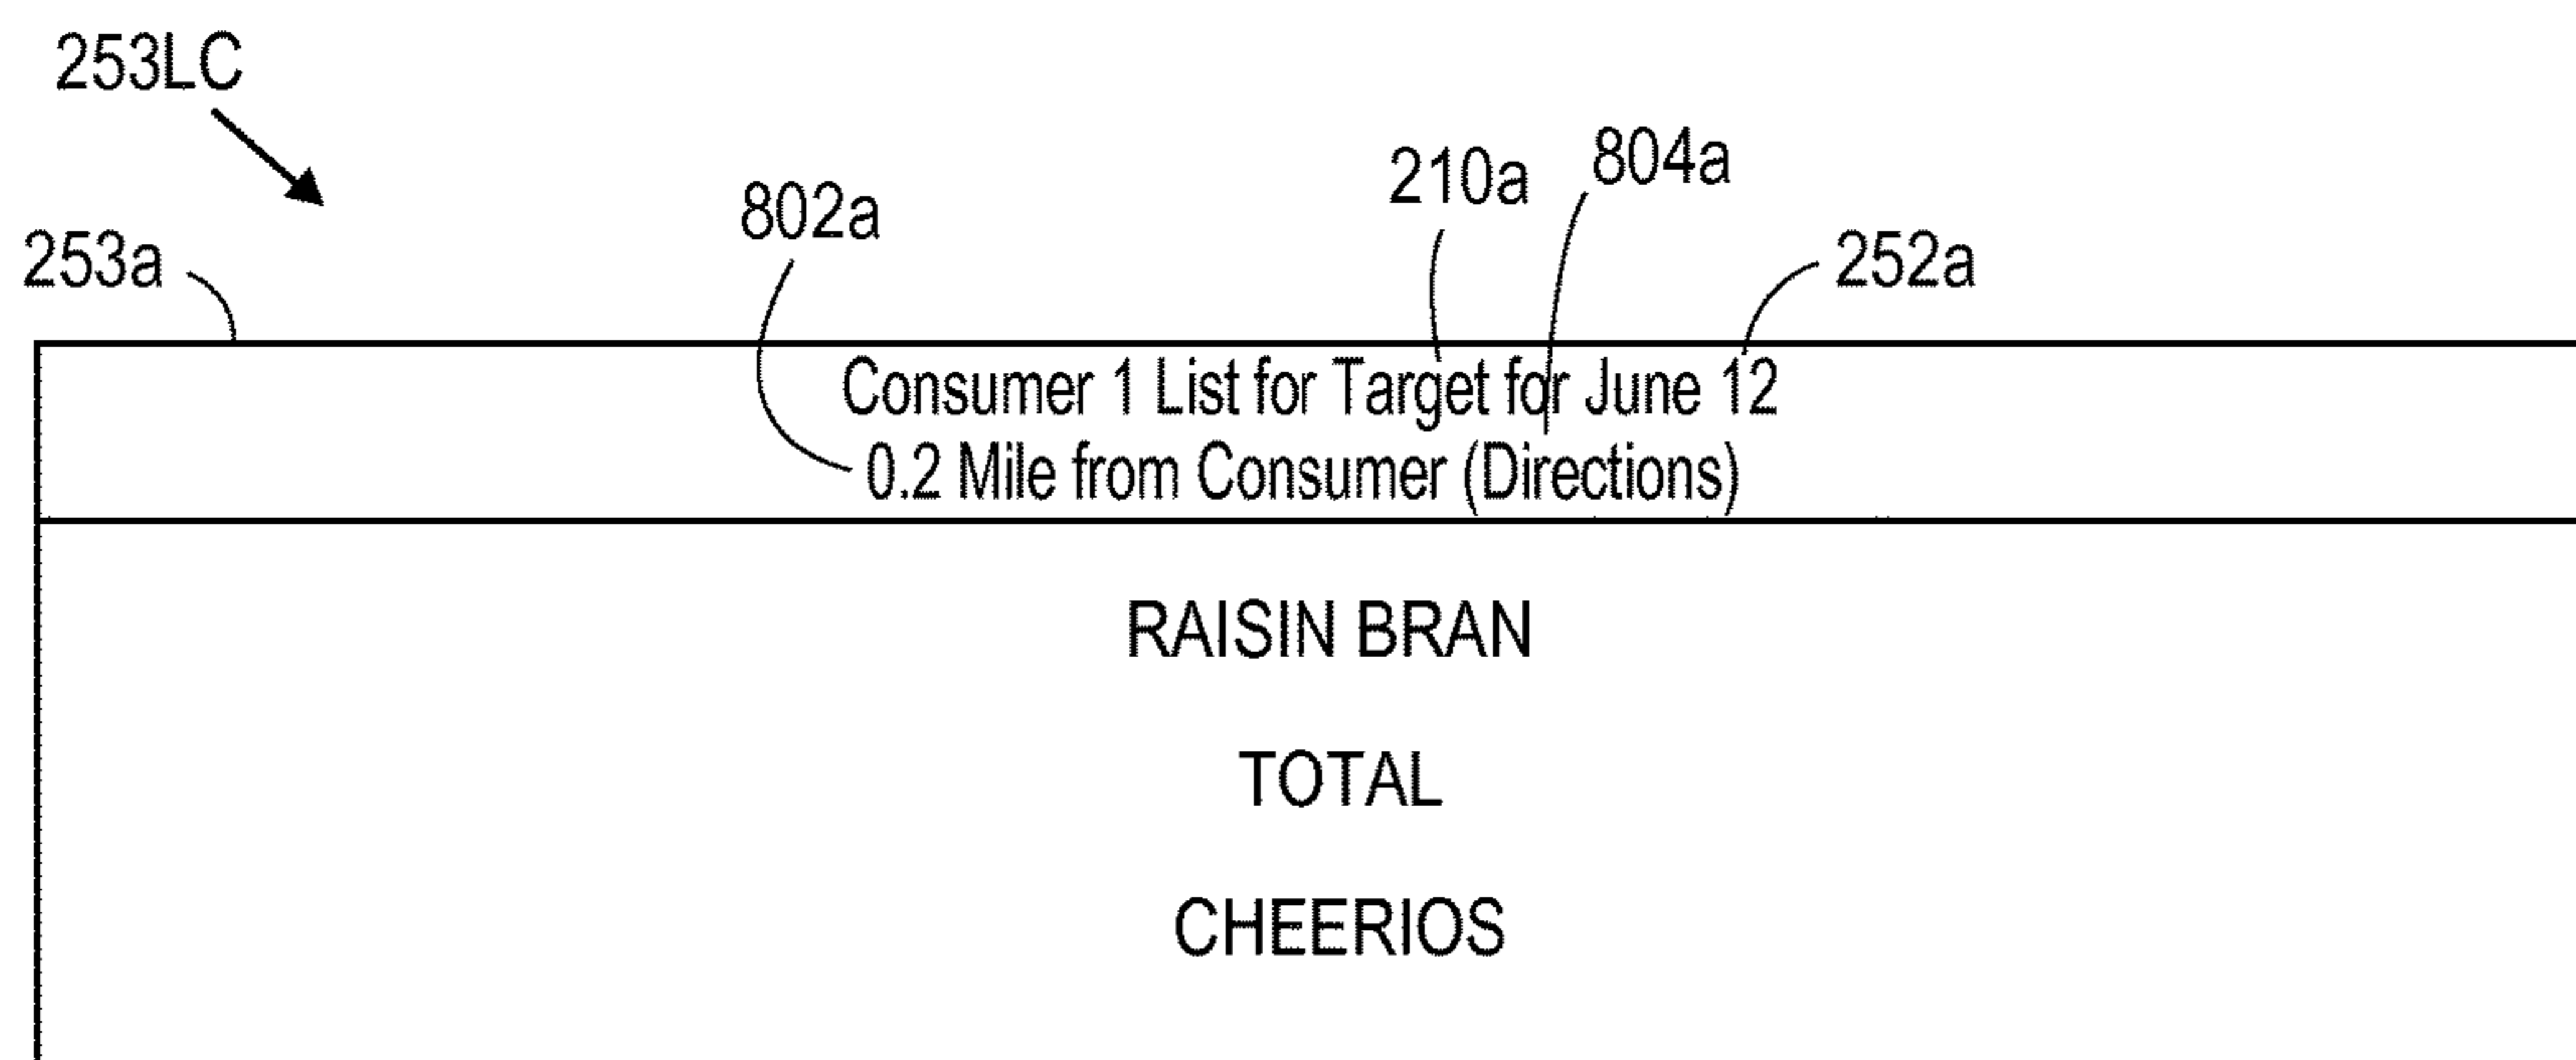 253LC
802a
210a
804a
253a
252a
Consumer 1 List for Target for June 12
0.2 Mile from Consumer (Directions)
RAISIN BRAN
TOTAL
CHEERIOS